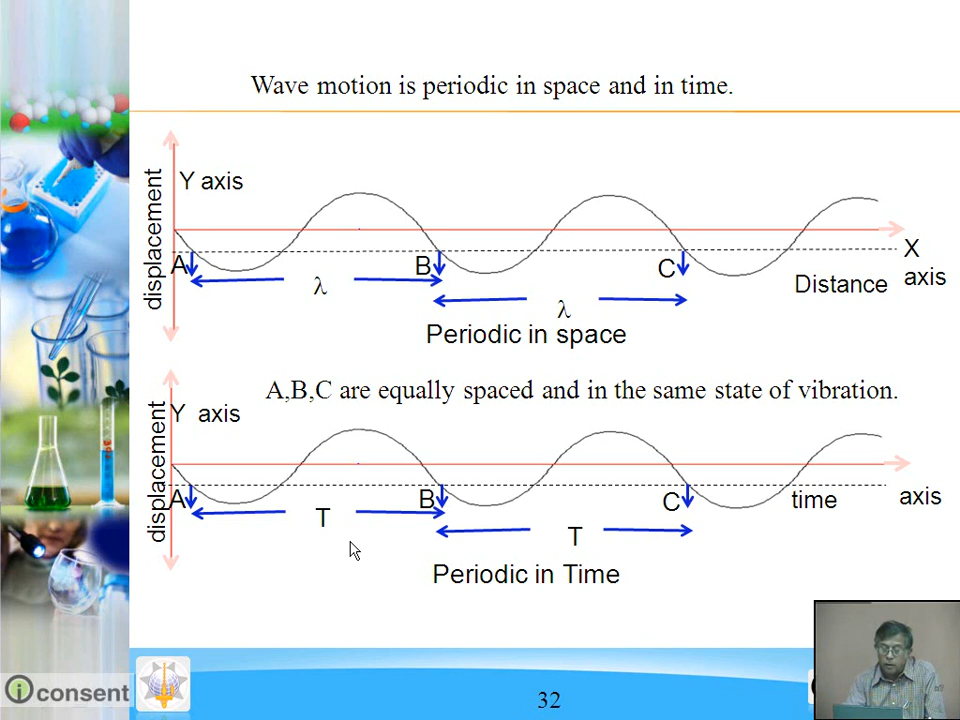 Wave motion is periodic in space and in time.
displacement
Y axis
A
B
C
X
axis
λ
Distance
λ
Periodic in space
A,B,C are equally spaced and in the same state of vibration.
displacement
Y axis
A
B
C
time
axis
T
T
Periodic in Time
i consent
32